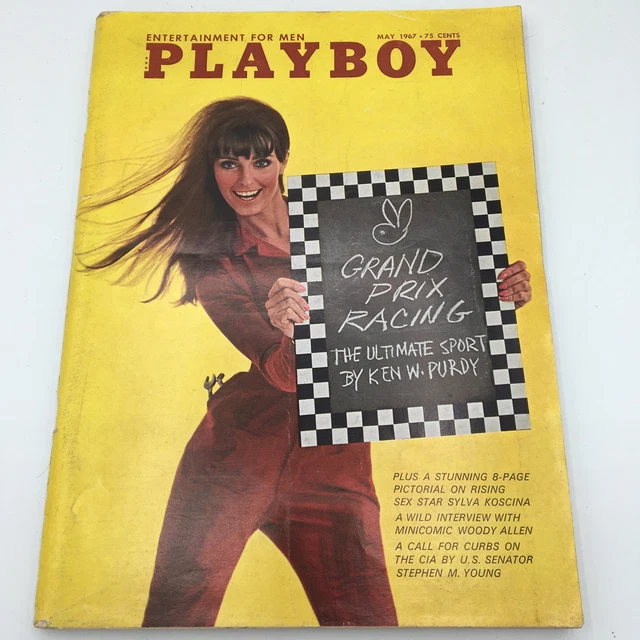 ENTERTAINMENT FOR MEN
MAY 1967 • 75 CENTS
PLAYBOY
GRAND
PRIX
RACING
THE ULTIMATE SPORT
BY KEN W. PURDY
PLUS A STUNNING 8-PAGE
PICTORIAL ON RISING
SEX STAR SYLVA KOSCINA
A WILD INTERVIEW WITH
MINICOMIC WOODY ALLEN
A CALL FOR CURBS ON
THE CIA BY U.S. SENATOR
STEPHEN M. YOUNG